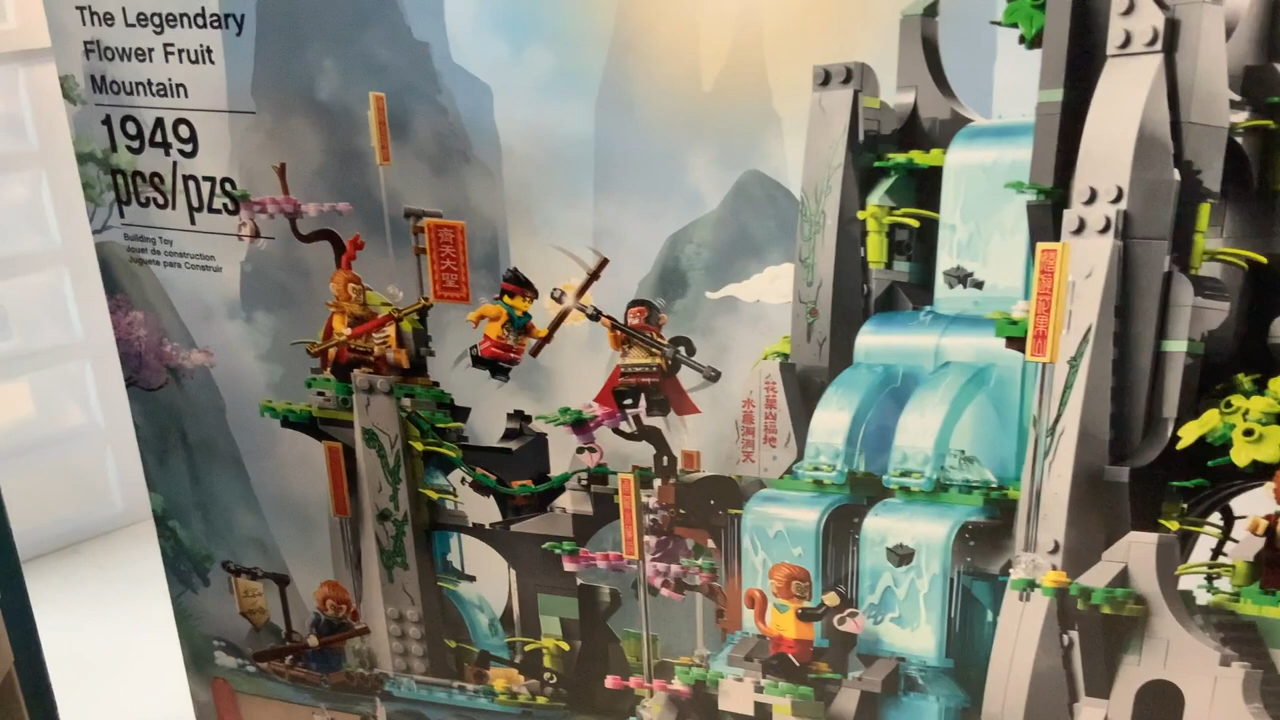 The Legendary
Flower Fruit
Mountain
1949
pcs/pzs
Building Toy
Jouet de construction
Juguete para Construir
齊天大聖
花菓山福地
水簾洞洞天